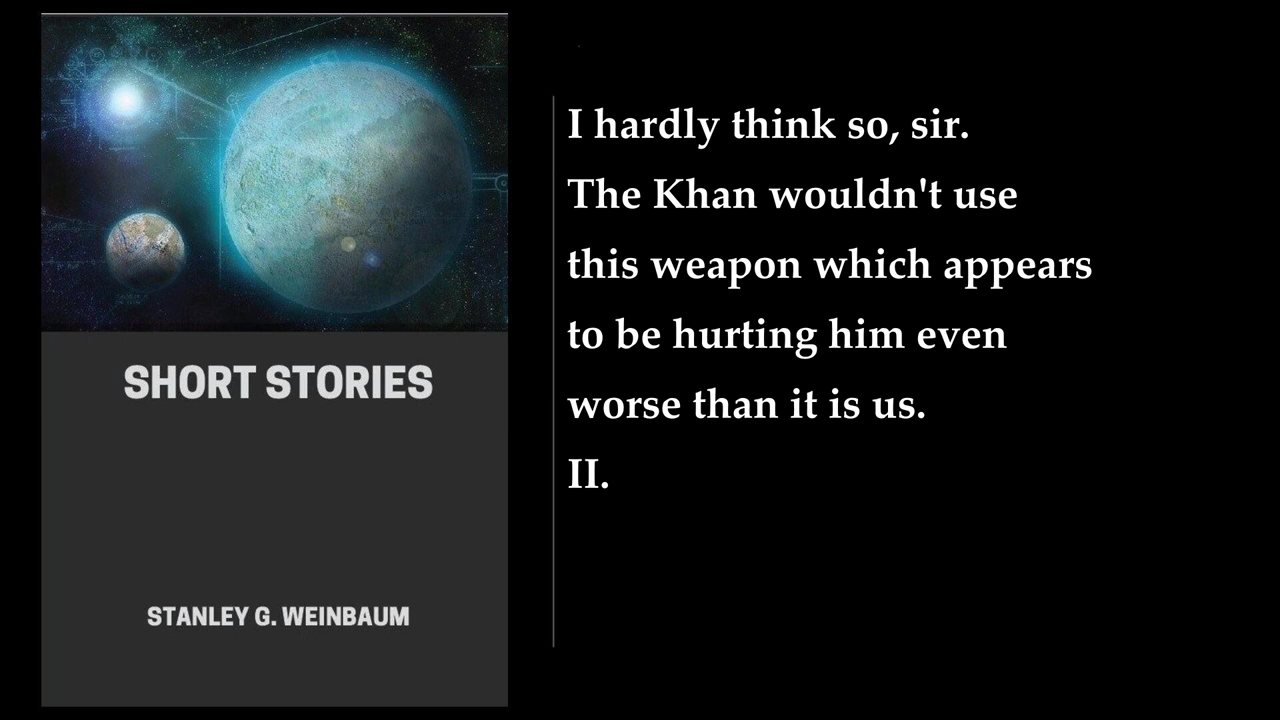 SHORT STORIES
STANLEY G. WEINBAUM
I hardly think so, sir.
The Khan wouldn't use
this weapon which appears
to be hurting him even
worse than it is us.
II.